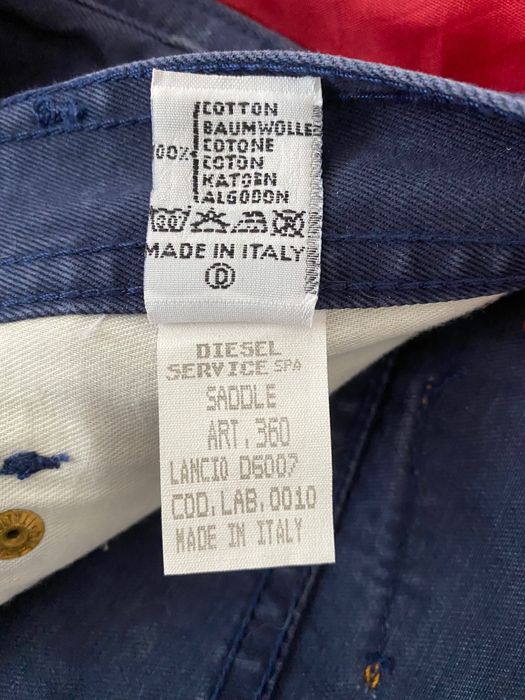 100%
COTTON
BAUMWOLLE
COTONE
COTON
KATOEN
ALGODON
MADE IN ITALY
D
DIESEL
SERVICE SPA
SADDLE
ART. 360
LANCIO D6007
COD. LAB. 0010
MADE IN ITALY